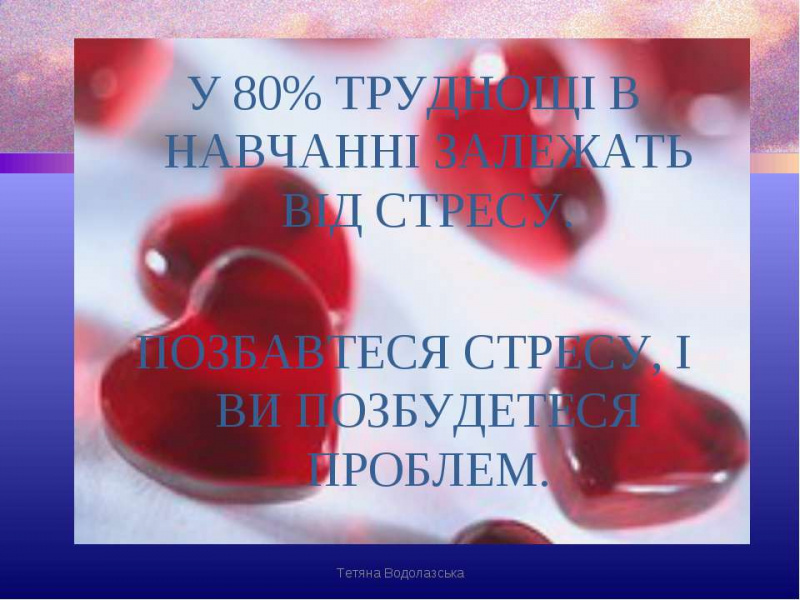 У 80% ТРУДНОЩІ В
НАВЧАННІ ЗАЛЕЖАТЬ
ВІД СТРЕСУ.
ПОЗБАВТЕСЯ СТРЕСУ, І
ВИ ПОЗБУДЕТЕСЯ
ПРОБЛЕМ.
Тетяна Водолазська